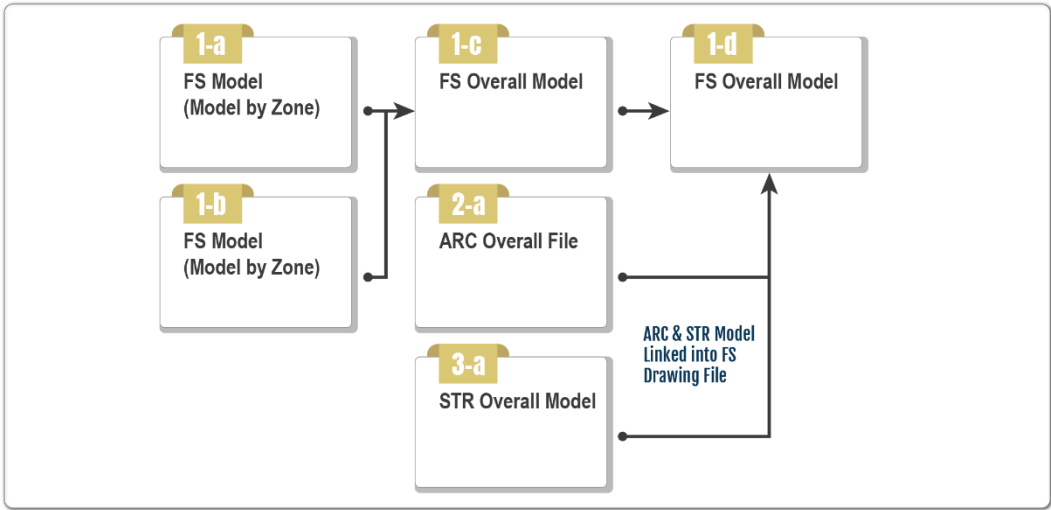 1-a
FS Model
(Model by Zone)
1-c
FS Overall Model
1-d
FS Overall Model
1-b
FS Model
(Model by Zone)
2-a
ARC Overall File
3-a
STR Overall Model
ARC & STR Model
Linked into FS
Drawing File